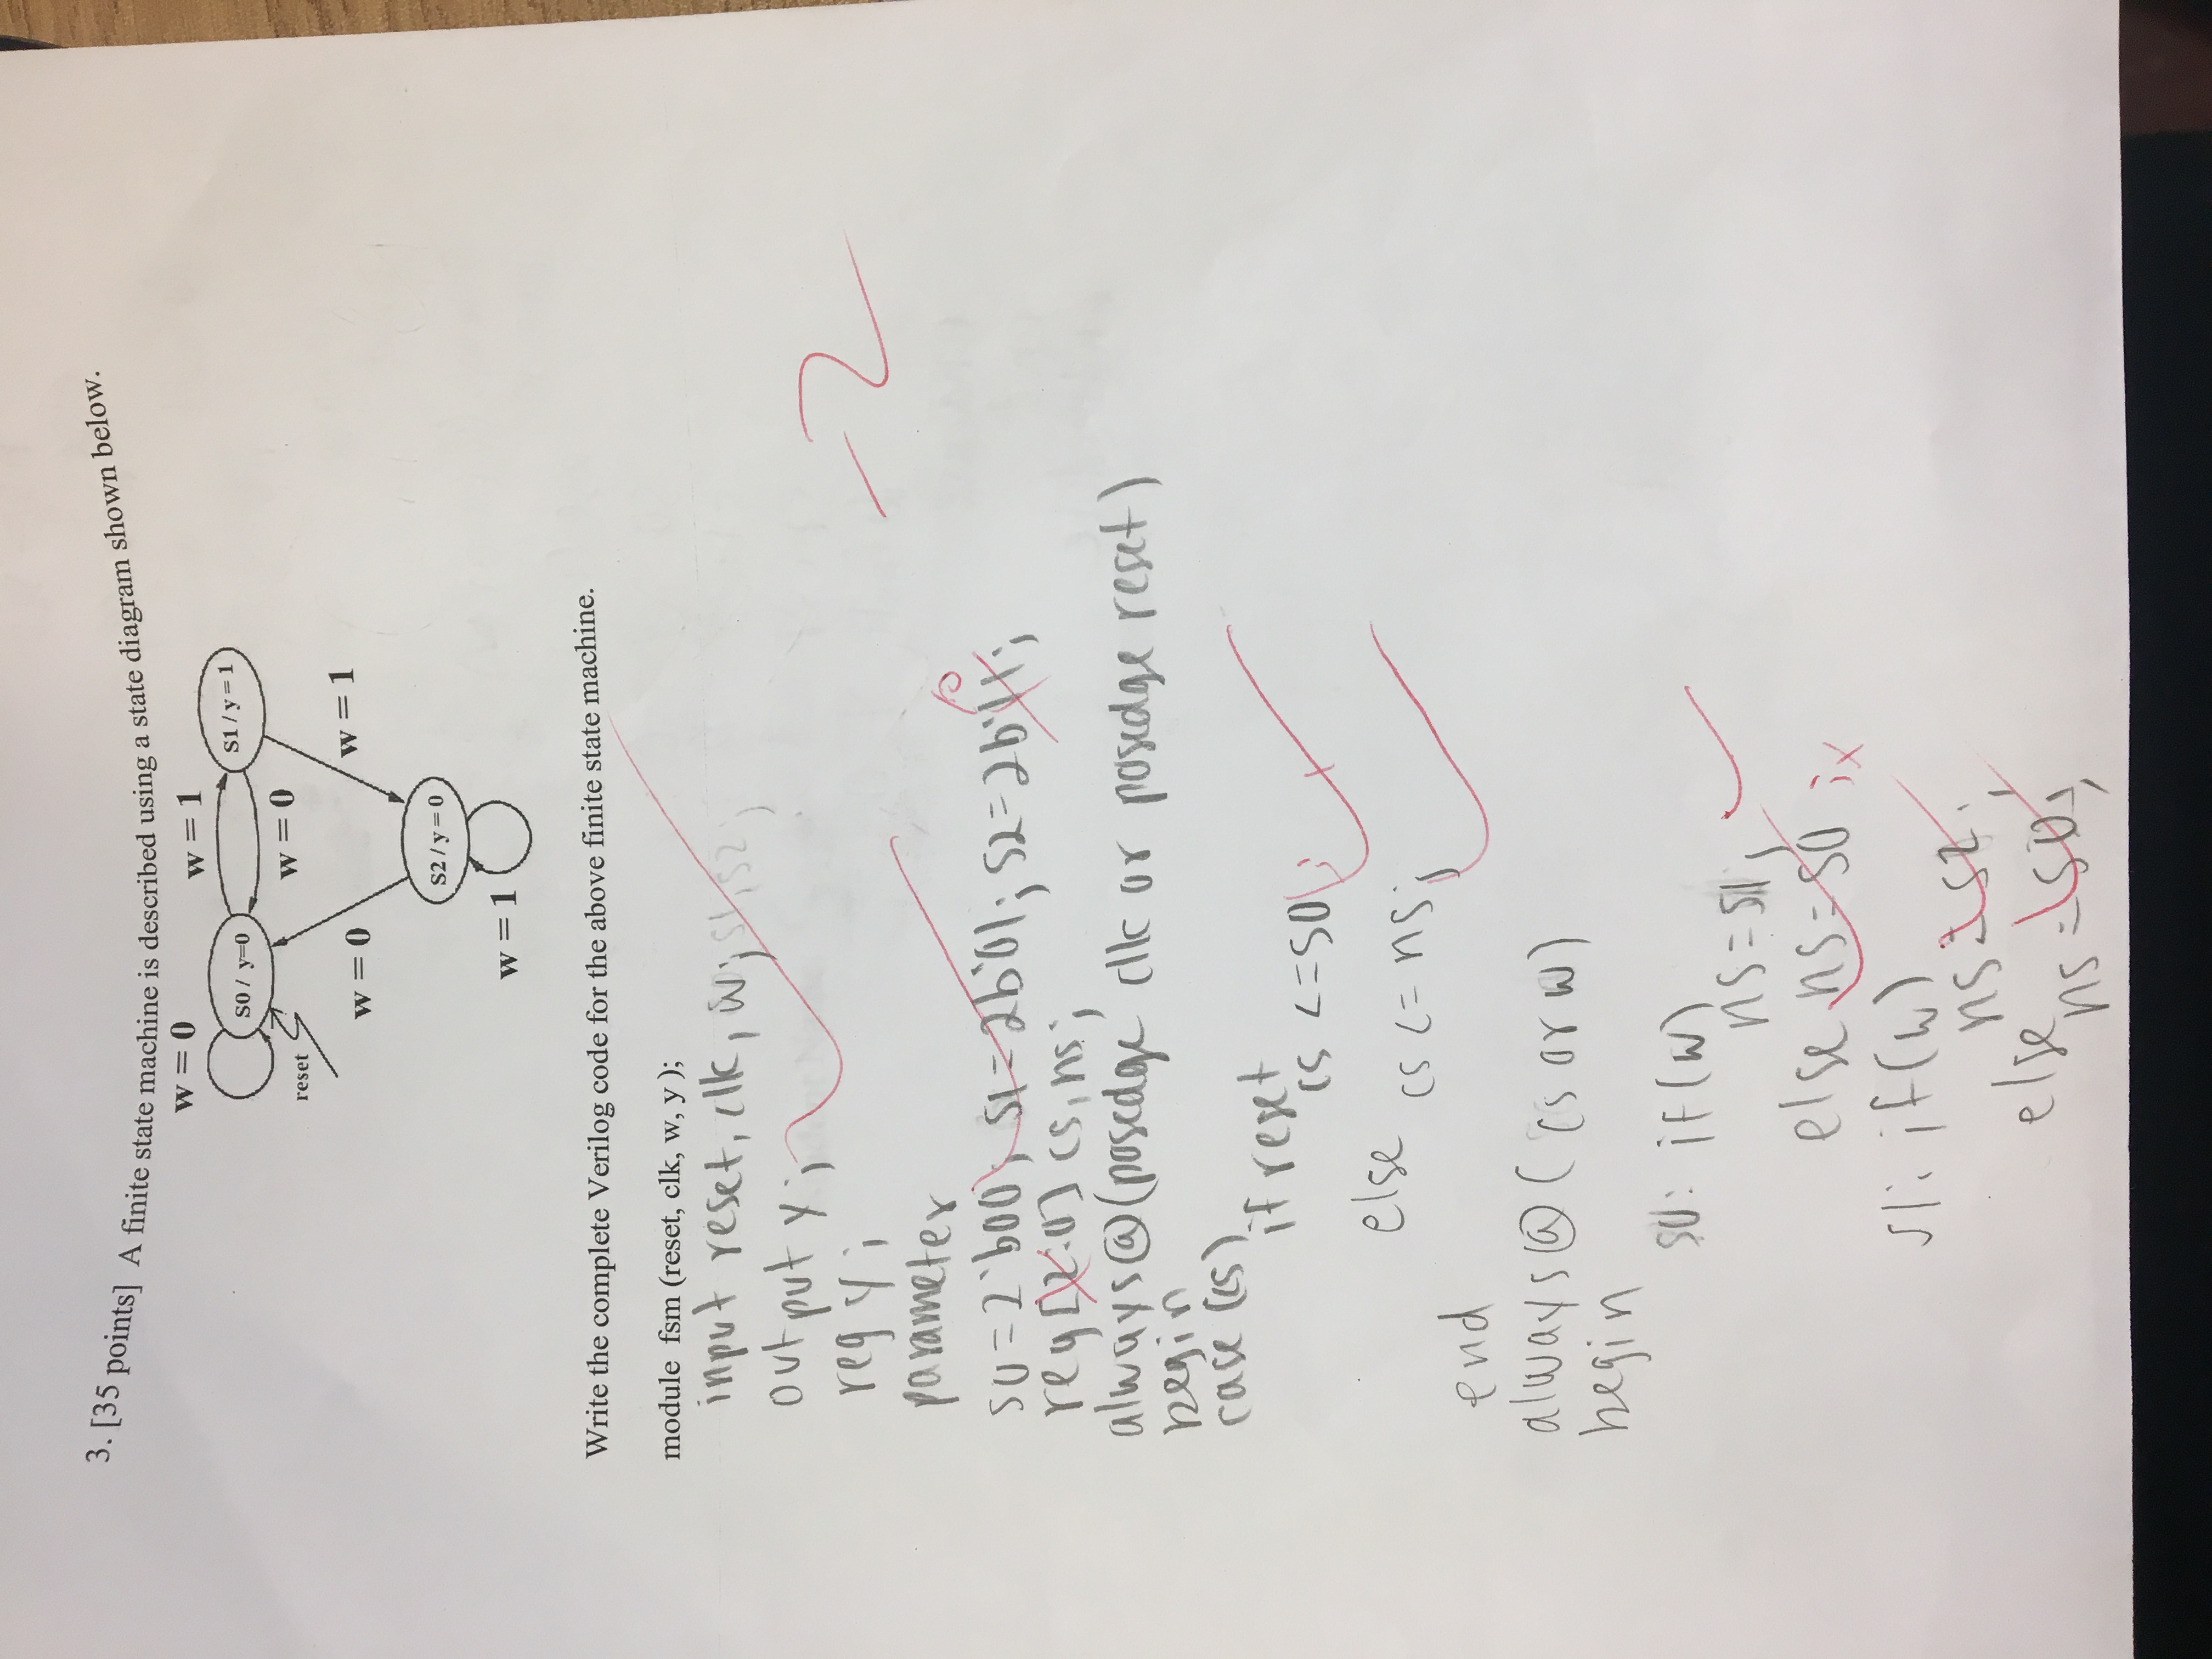 3. [35 points] A finite state machine is described using a state diagram shown below.
w = 0
w = 1
S0 / y=0
S1 / y = 1
reset
w = 0
w = 0
w = 1
S2 / y = 0
w = 1
Write the complete Verilog code for the above finite state machine.
module fsm (reset, clk, w, y );
input reset, clk, w; s1, s2;
output y;
reg y;
parameter
-2
10
S0 = 2'b00; S1 = 2b'01; S2 = 2b'11;
reg [2:0] cs, ns;
always@(posedge clk or posedge reset)
begin
case (cs)
if reset
cs <= S0 ;
else
cs <= ns;
end
always@( cs or w)
begin
S0: if(w)
ns = S1;
else ns = S0 ; x
S1: if(w)
ns = S2;
else
ns = S0;